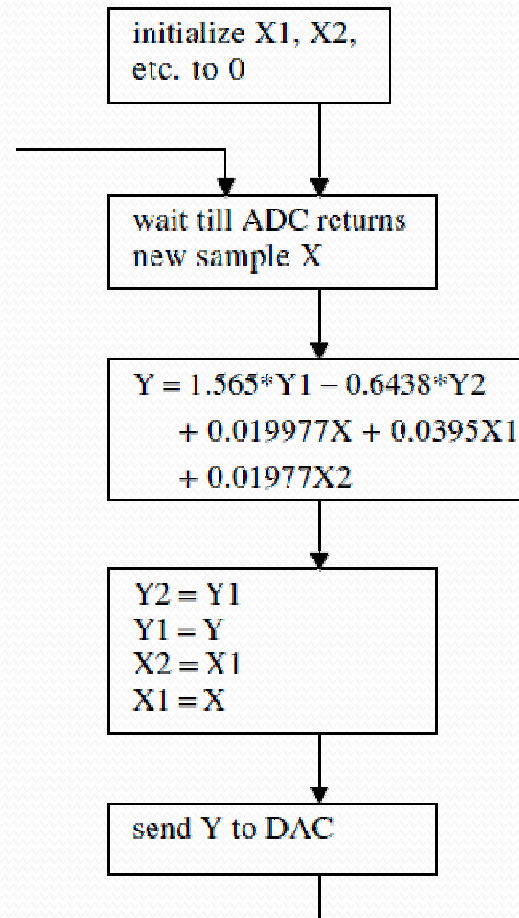 initialize X1, X2,
etc. to 0
wait till ADC returns
new sample X
Y = 1.565*Y1 – 0.6438*Y2
+ 0.019977X + 0.0395X1
+ 0.01977X2
Y2 = Y1
Y1 = Y
X2 = X1
X1 = X
send Y to DAC